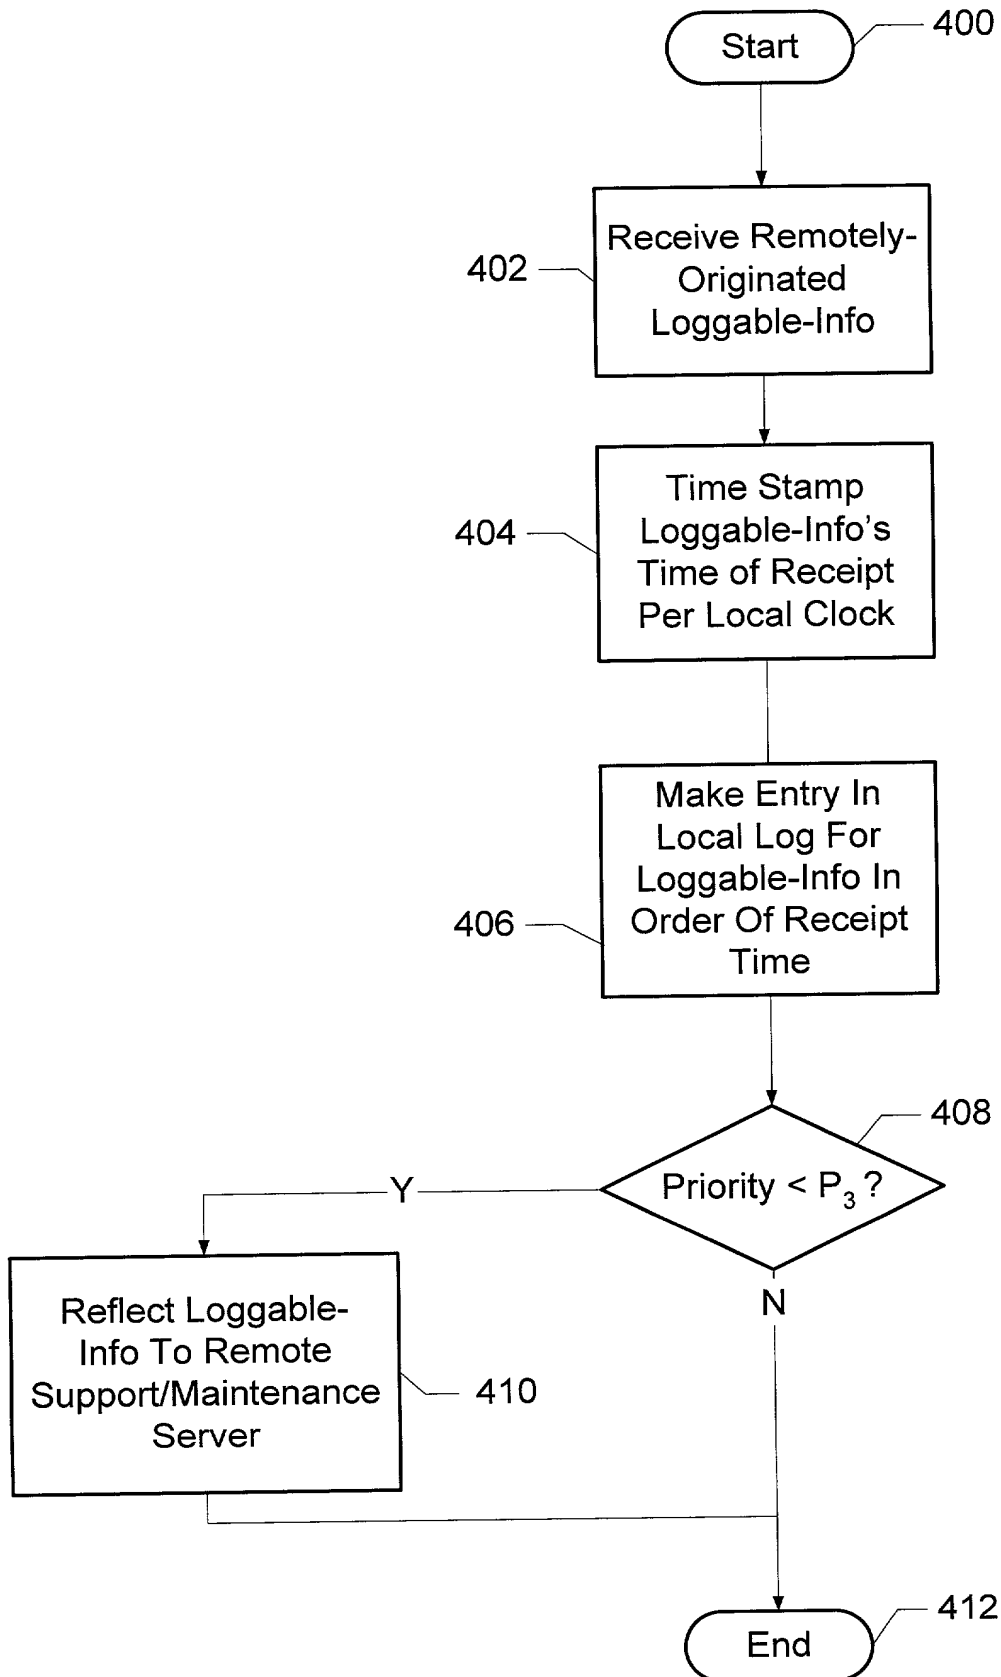 Start
400
402
Receive Remotely-
Originated
Loggable-Info
404
Time Stamp
Loggable-Info's
Time of Receipt
Per Local Clock
406
Make Entry In
Local Log For
Loggable-Info In
Order Of Receipt
Time
408
Priority < P3 ?
Y
N
Reflect Loggable-
Info To Remote
Support/Maintenance
Server
410
412
End